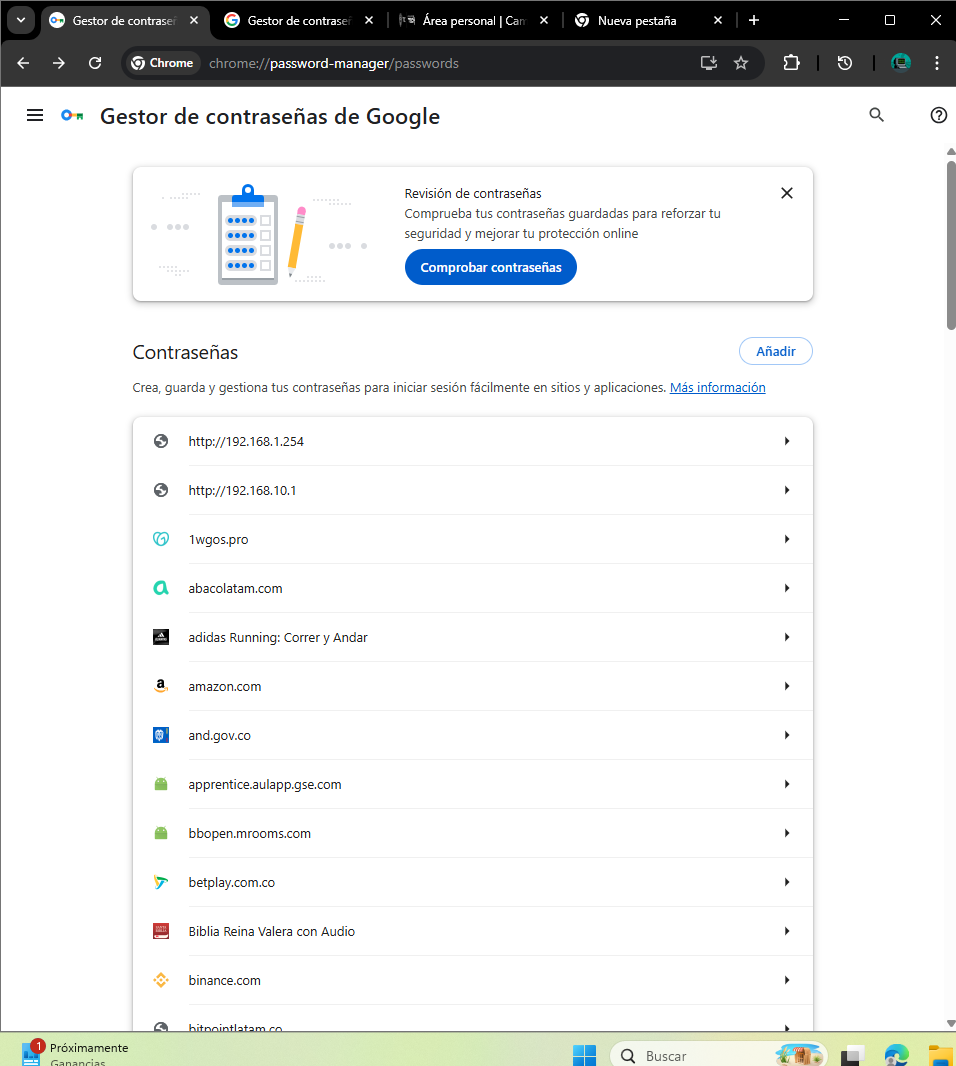 Gestor de contraseñ
Gestor de contraseñ
Área personal | Cam
Nueva pestaña
Chrome
chrome://password-manager/passwords
Gestor de contraseñas de Google
Revisión de contraseñas
Comprueba tus contraseñas guardadas para reforzar tu
seguridad y mejorar tu protección online
Comprobar contraseñas
Contraseñas
Añadir
Crea, guarda y gestiona tus contraseñas para iniciar sesión fácilmente en sitios y aplicaciones. Más información
http://192.168.1.254
http://192.168.10.1
1wgos.pro
abacolatam.com
adidas Running: Correr y Andar
amazon.com
and.gov.co
apprentice.aulapp.gse.com
bbopen.mrooms.com
betplay.com.co
Biblia Reina Valera con Audio
binance.com
bitpointlatam.co
1
Próximamente
Ganancias
Buscar